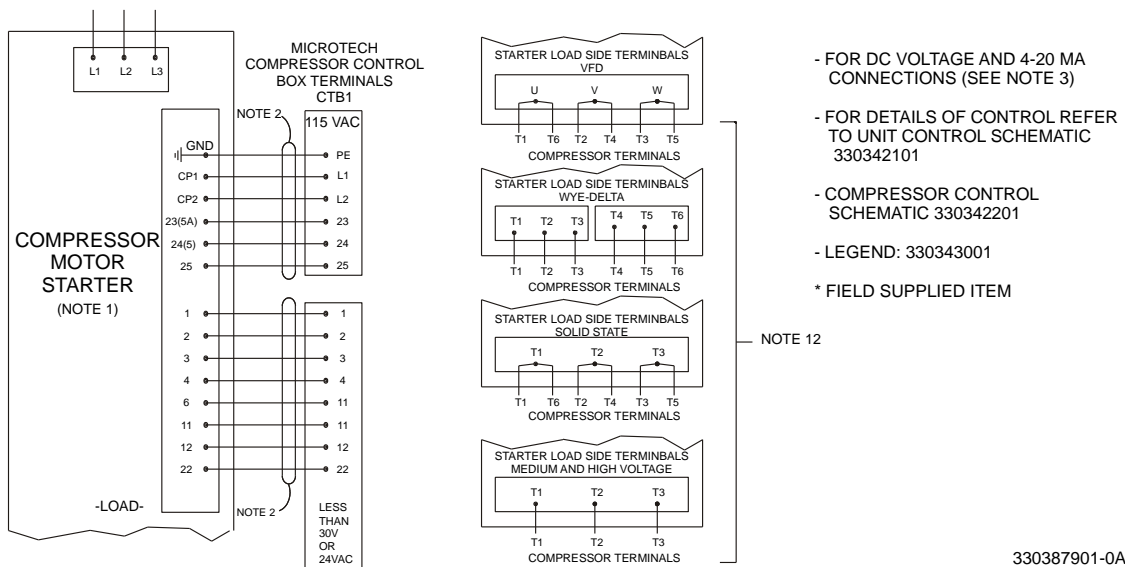 L1 L2 L3
MICROTECH
COMPRESSOR CONTROL
BOX TERMINALS
CTB1
NOTE 2
115 VAC
GND PE
CP1 L1
CP2 L2
23(5A) 23
24(5) 24
25 25
COMPRESSOR
MOTOR
STARTER
(NOTE 1)
1 1
2 2
3 3
4 4
6 11
11 11
12 12
22 22
-LOAD-
NOTE 2
LESS
THAN
30V
OR
24VAC
STARTER LOAD SIDE TERMINBALS
VFD
U V W
T1 T6 T2 T4 T3 T5
COMPRESSOR TERMINALS
STARTER LOAD SIDE TERMINBALS
WYE-DELTA
T1 T2 T3 T4 T5 T6
T1 T2 T3 T4 T5 T6
STARTER LOAD SIDE TERMINBALS
SOLID STATE
T1 T2 T3
T1 T6 T2 T4 T3 T5
COMPRESSOR TERMINALS
STARTER LOAD SIDE TERMINBALS
MEDIUM AND HIGH VOLTAGE
T1 T2 T3
T1 T2 T3
COMPRESSOR TERMINALS
NOTE 12
- FOR DC VOLTAGE AND 4-20 MA
CONNECTIONS (SEE NOTE 3)
- FOR DETAILS OF CONTROL REFER
TO UNIT CONTROL SCHEMATIC
330342101
- COMPRESSOR CONTROL
SCHEMATIC 330342201
- LEGEND: 330343001
* FIELD SUPPLIED ITEM
330387901-0A